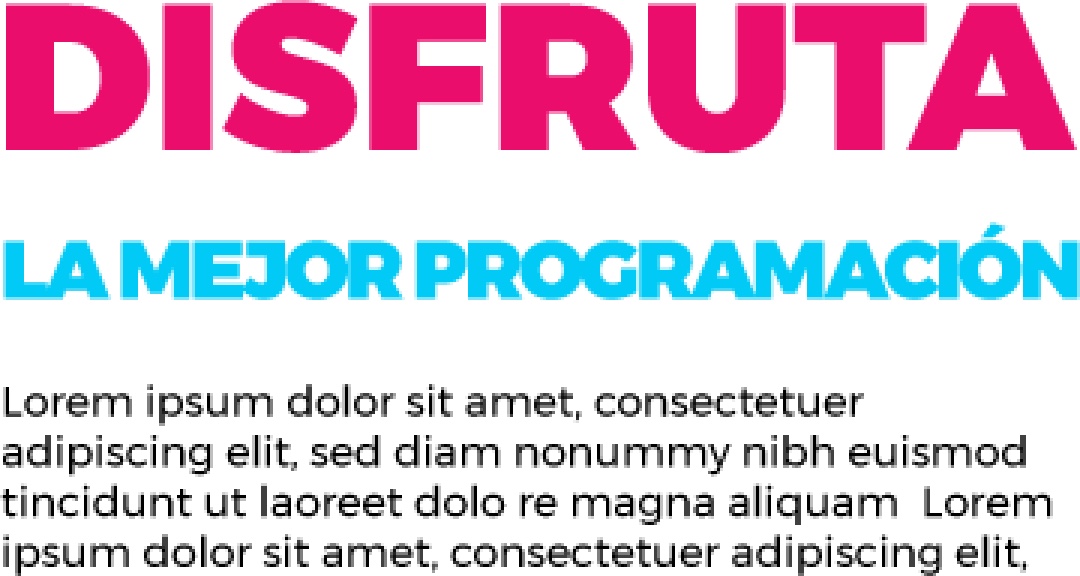 DISFRUTA
LA MEJOR PROGRAMACIÓN
Lorem ipsum dolor sit amet, consectetuer
adipiscing elit, sed diam nonummy nibh euismod
tincidunt ut laoreet dolo re magna aliquam  Lorem
ipsum dolor sit amet, consectetuer adipiscing elit,